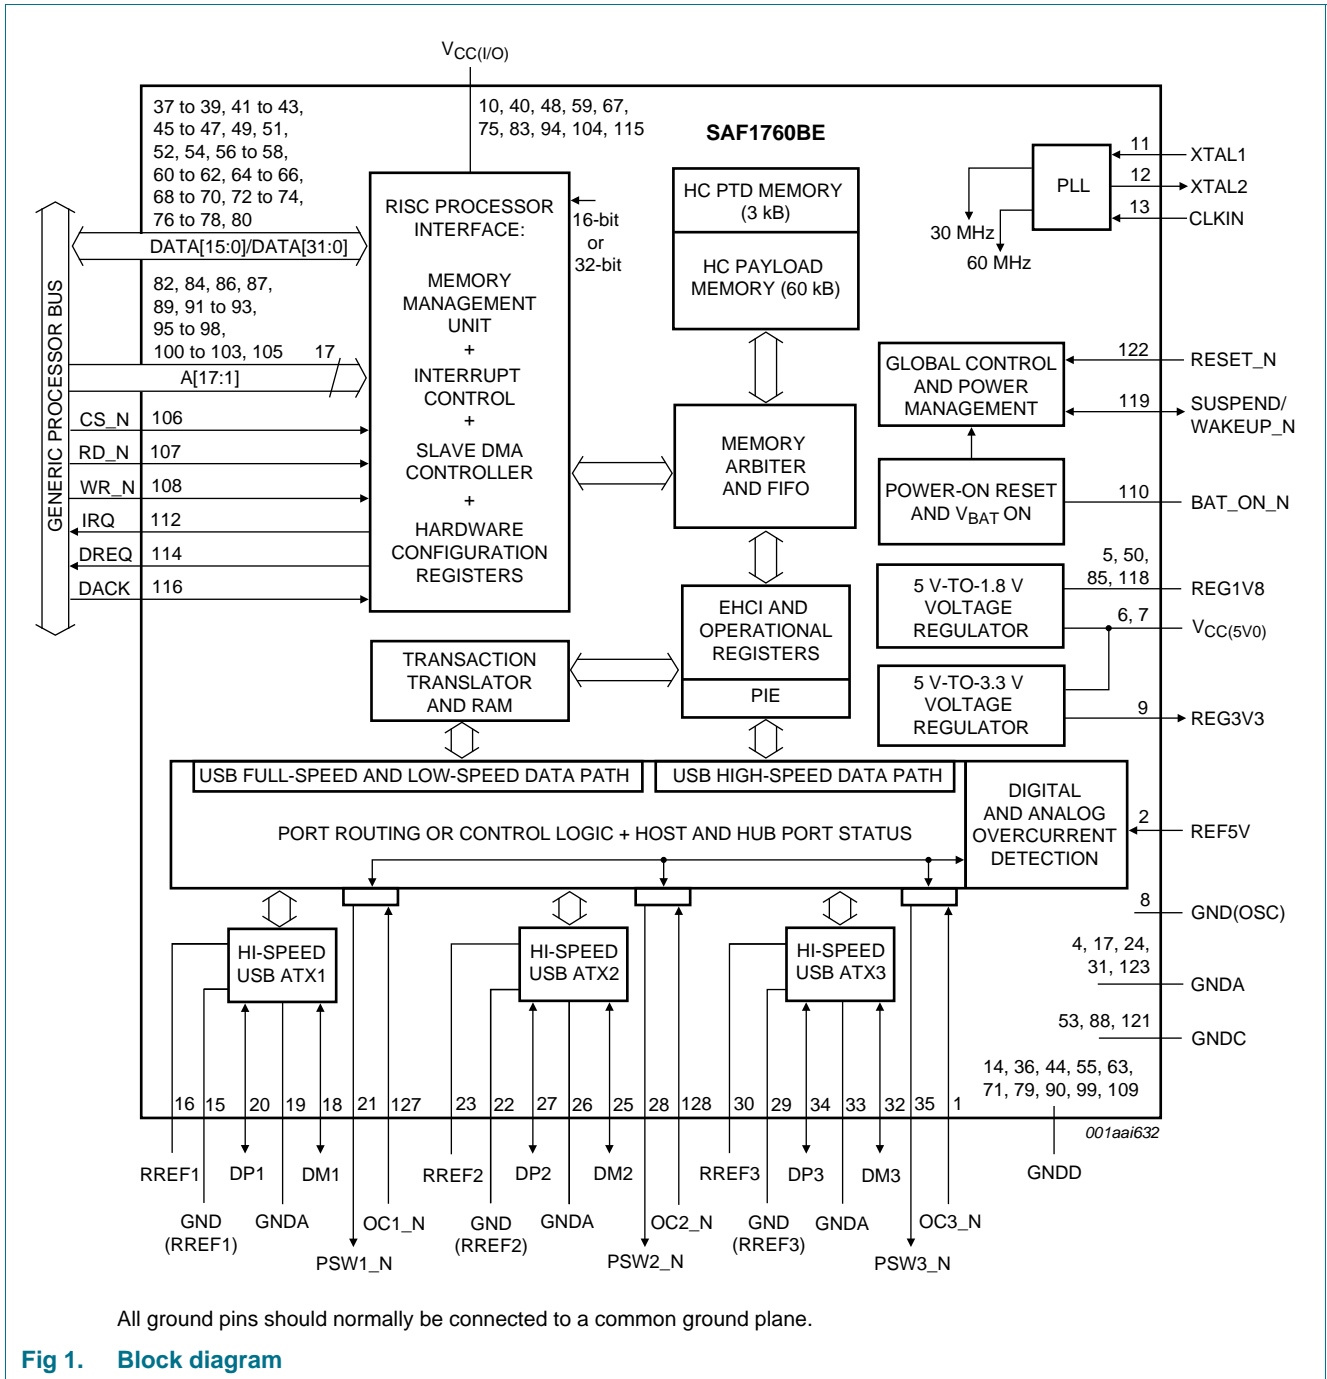 VCC(I/O)
37 to 39, 41 to 43,
45 to 47, 49, 51,
52, 54, 56 to 58,
60 to 62, 64 to 66,
68 to 70, 72 to 74,
76 to 78, 80
10, 40, 48, 59, 67,
75, 83, 94, 104, 115
SAF1760BE
GENERIC PROCESSOR BUS
DATA[15:0]/DATA[31:0]
82, 84, 86, 87,
89, 91 to 93,
95 to 98,
100 to 103, 105
17
A[17:1]
CS_N 106
RD_N 107
WR_N 108
IRQ 112
DREQ 114
DACK 116
RISC PROCESSOR
INTERFACE:
MEMORY
MANAGEMENT
UNIT
+
INTERRUPT
CONTROL
+
SLAVE DMA
CONTROLLER
+
HARDWARE
CONFIGURATION
REGISTERS
16-bit
or
32-bit
HC PTD MEMORY
(3 kB)
HC PAYLOAD
MEMORY (60 kB)
MEMORY
ARBITER
AND FIFO
EHCI AND
OPERATIONAL
REGISTERS
PIE
TRANSACTION
TRANSLATOR
AND RAM
PLL
30 MHz
60 MHz
11 XTAL1
12 XTAL2
13 CLKIN
GLOBAL CONTROL
AND POWER
MANAGEMENT
122 RESET_N
119 SUSPEND/
WAKEUP_N
POWER-ON RESET
AND VBAT ON
110 BAT_ON_N
5 V-TO-1.8 V
VOLTAGE
REGULATOR
5, 50,
85, 118
REG1V8
6, 7
VCC(5V0)
5 V-TO-3.3 V
VOLTAGE
REGULATOR
9 REG3V3
USB FULL-SPEED AND LOW-SPEED DATA PATH
USB HIGH-SPEED DATA PATH
PORT ROUTING OR CONTROL LOGIC + HOST AND HUB PORT STATUS
DIGITAL
AND ANALOG
OVERCURRENT
DETECTION
2 REF5V
8 GND(OSC)
4, 17, 24,
31, 123
GNDA
53, 88, 121
GNDC
14, 36, 44, 55, 63,
71, 79, 90, 99, 109
GNDD
HI-SPEED
USB ATX1
HI-SPEED
USB ATX2
HI-SPEED
USB ATX3
16 15 20 19 18 21 127 23 22 27 26 25 28 128 30 29 34 33 32 35 1
001aai632
RREF1 DP1 DM1 RREF2 DP2 DM2 RREF3 DP3 DM3
GND
(RREF1)
GNDA
OC1_N
PSW1_N
GND
(RREF2)
GNDA
OC2_N
PSW2_N
GND
(RREF3)
GNDA
OC3_N
PSW3_N
All ground pins should normally be connected to a common ground plane.
Fig 1. Block diagram